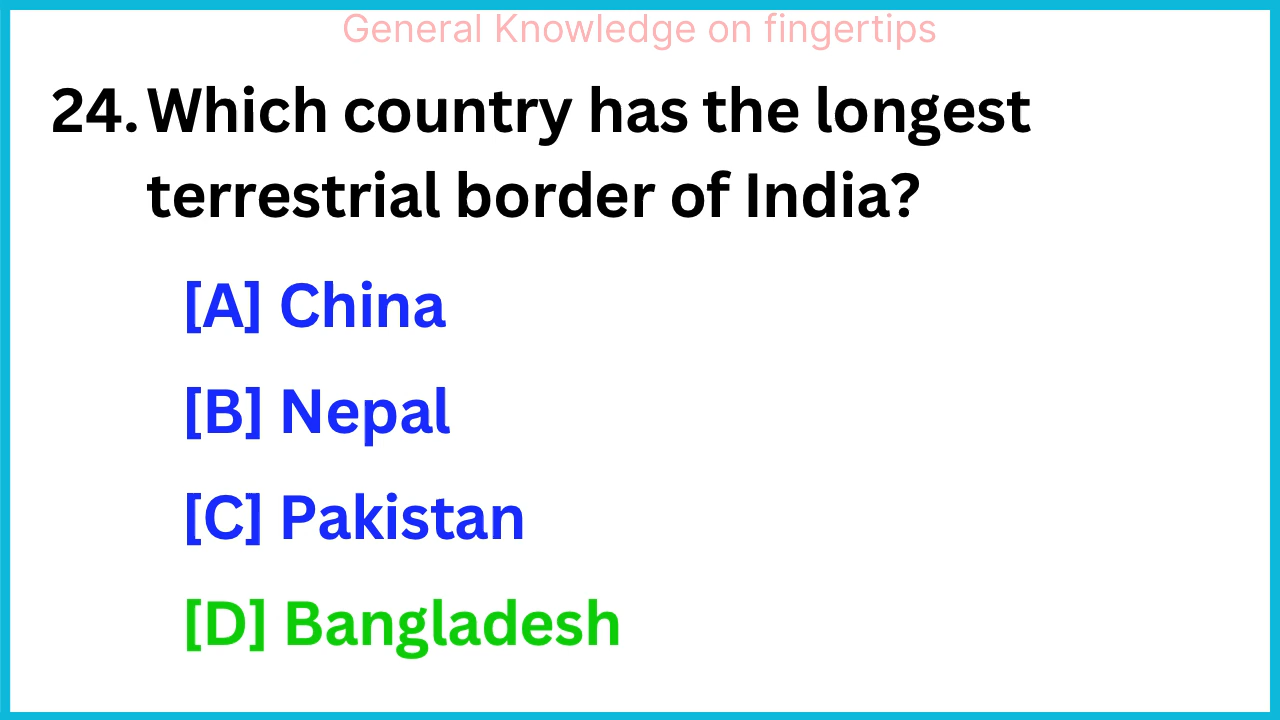 General Knowledge on fingertips
24. Which country has the longest
terrestrial border of India?
[A] China
[B] Nepal
[C] Pakistan
[D] Bangladesh